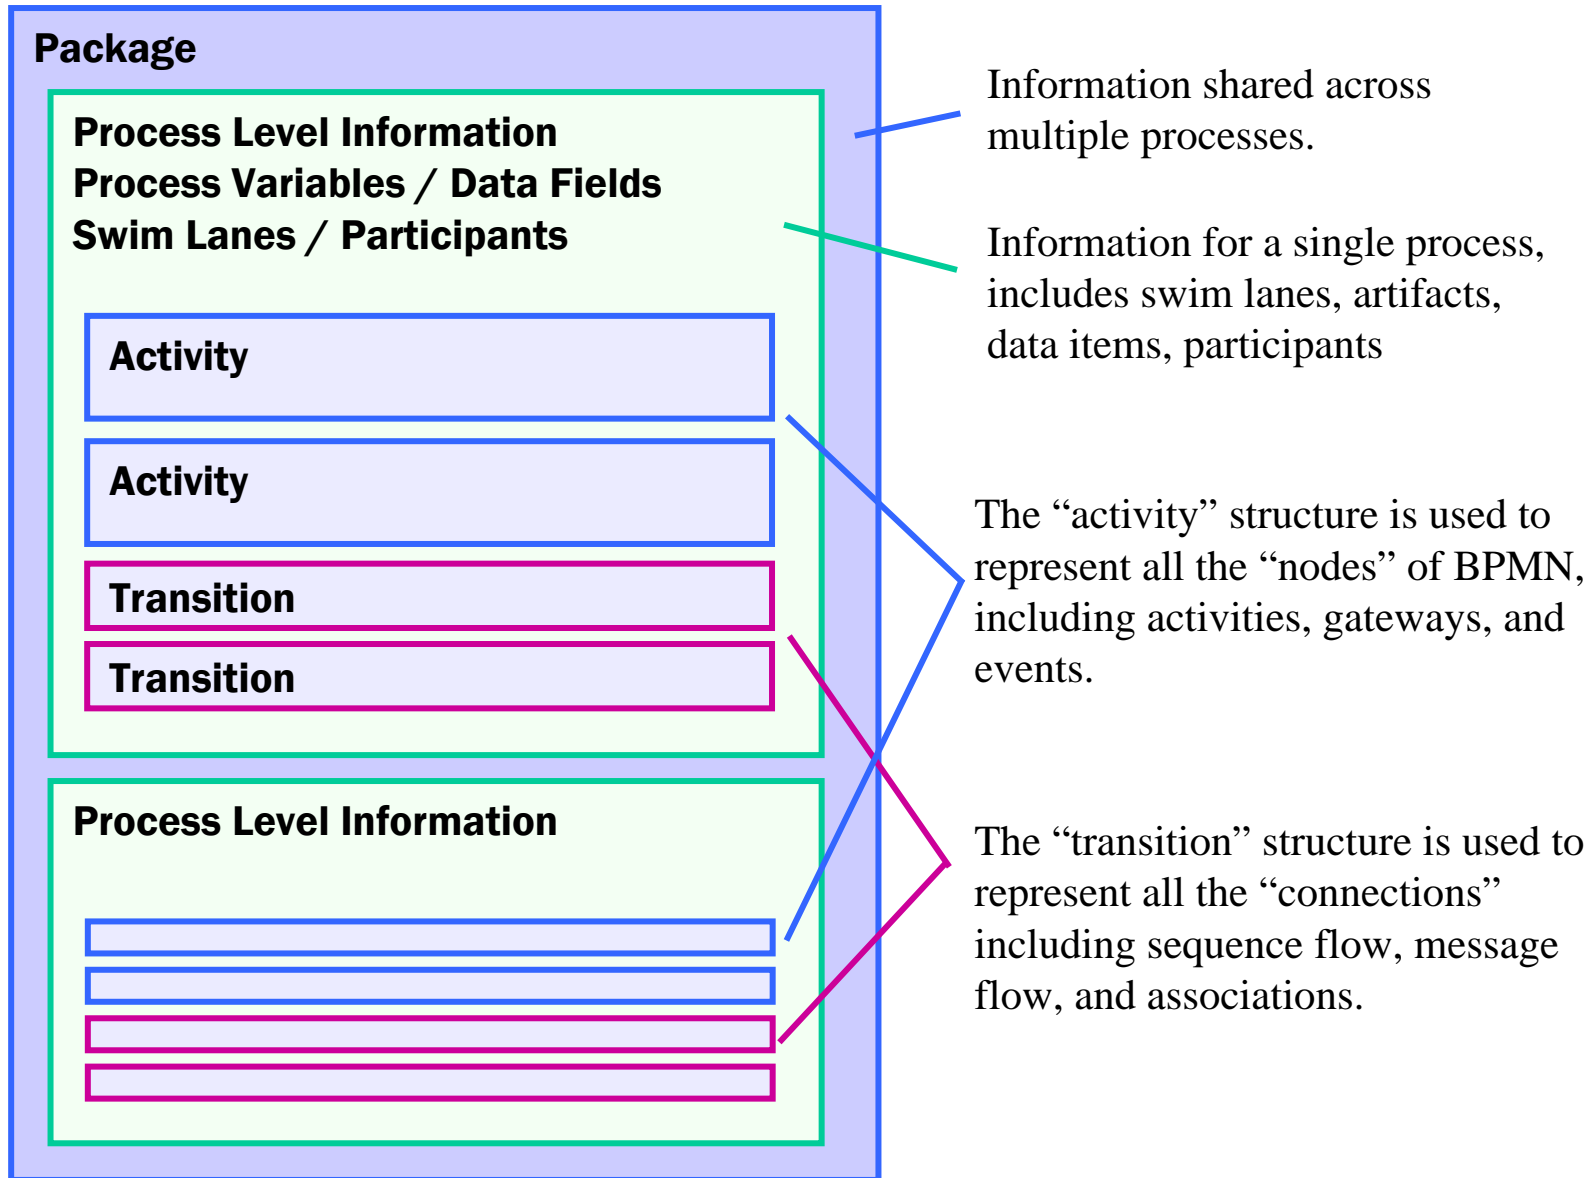 Package
Process Level Information
Process Variables / Data Fields
Swim Lanes / Participants
Activity
Activity
Transition
Transition
Process Level Information
Information shared across
multiple processes.
Information for a single process,
includes swim lanes, artifacts,
data items, participants
The “activity” structure is used to
represent all the “nodes” of BPMN,
including activities, gateways, and
events.
The “transition” structure is used to
represent all the “connections”
including sequence flow, message
flow, and associations.